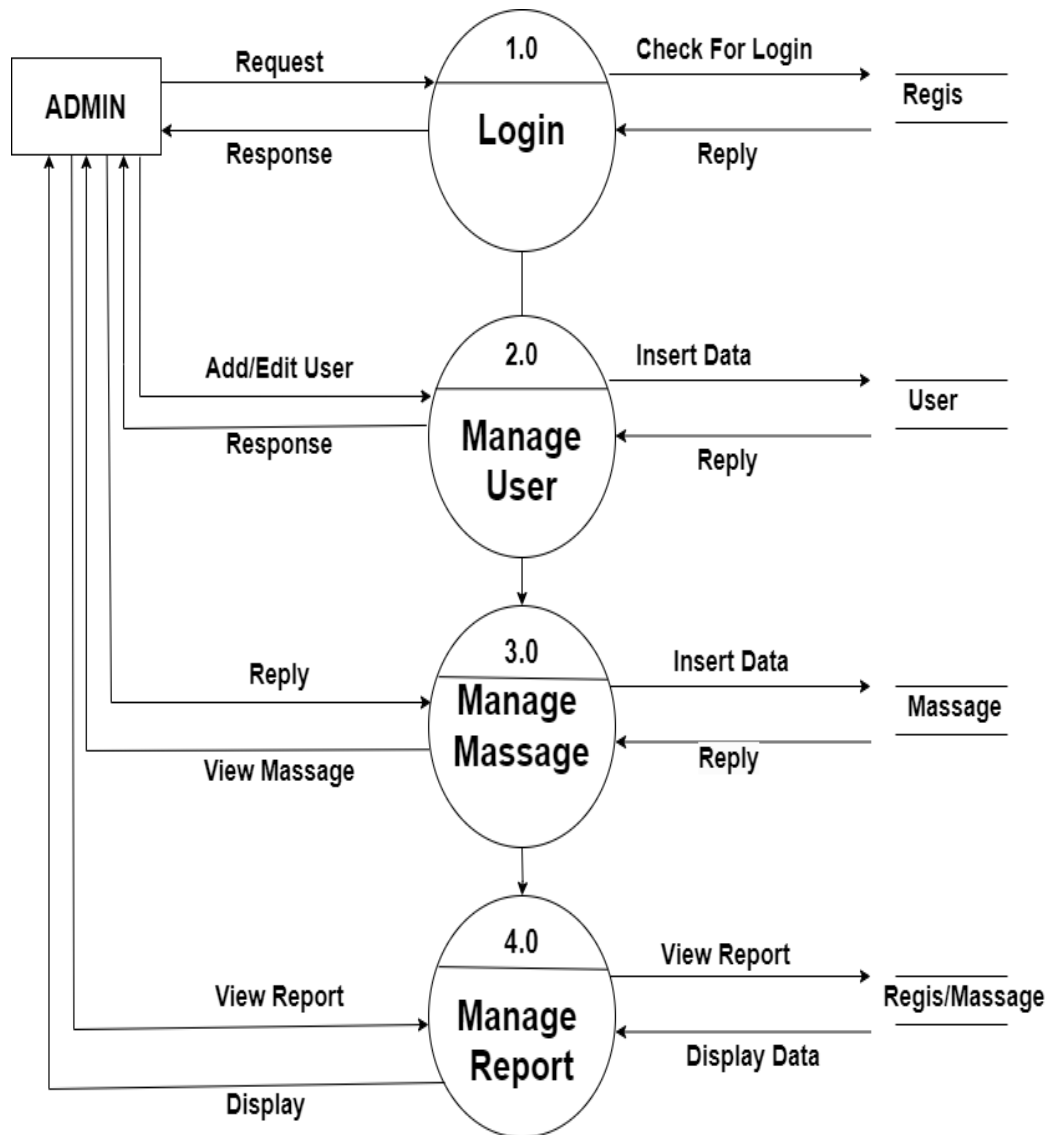 1.0
Request
Check For Login
ADMIN
Login
Regis
Response
Reply
2.0
Add/Edit User
Insert Data
Manage
User
User
Response
Reply
3.0
Reply
Insert Data
Manage
Massage
Massage
View Massage
Reply
4.0
View Report
View Report
Manage
Report
Regis/Massage
Display
Display Data